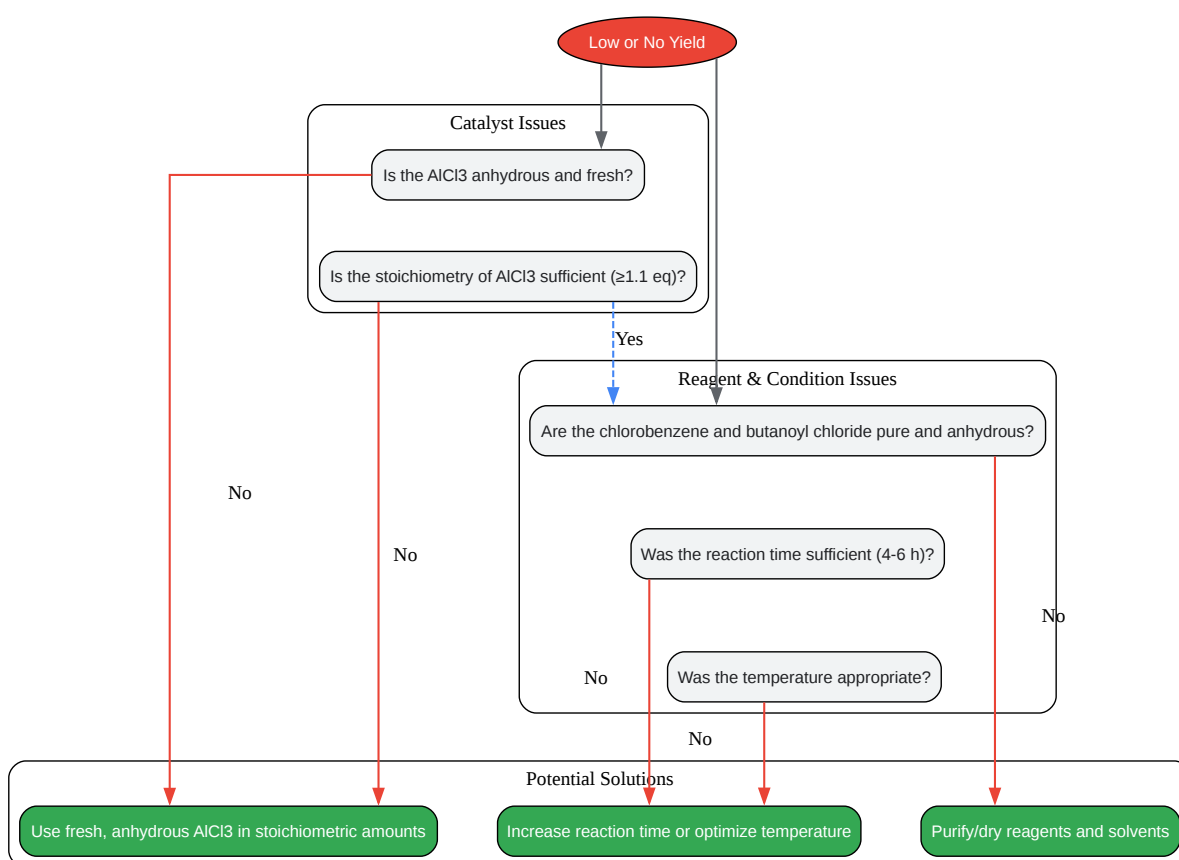 Low or No Yield
Catalyst Issues
Is the AlCl3 anhydrous and fresh?
Is the stoichiometry of AlCl3 sufficient (≥1.1 eq)?
Yes
Reagent & Condition Issues
Are the chlorobenzene and butanoyl chloride pure and anhydrous?
No
No
Was the reaction time sufficient (4-6 h)?
No
No
Was the temperature appropriate?
No
Potential Solutions
Use fresh, anhydrous AlCl3 in stoichiometric amounts
Increase reaction time or optimize temperature
Purify/dry reagents and solvents